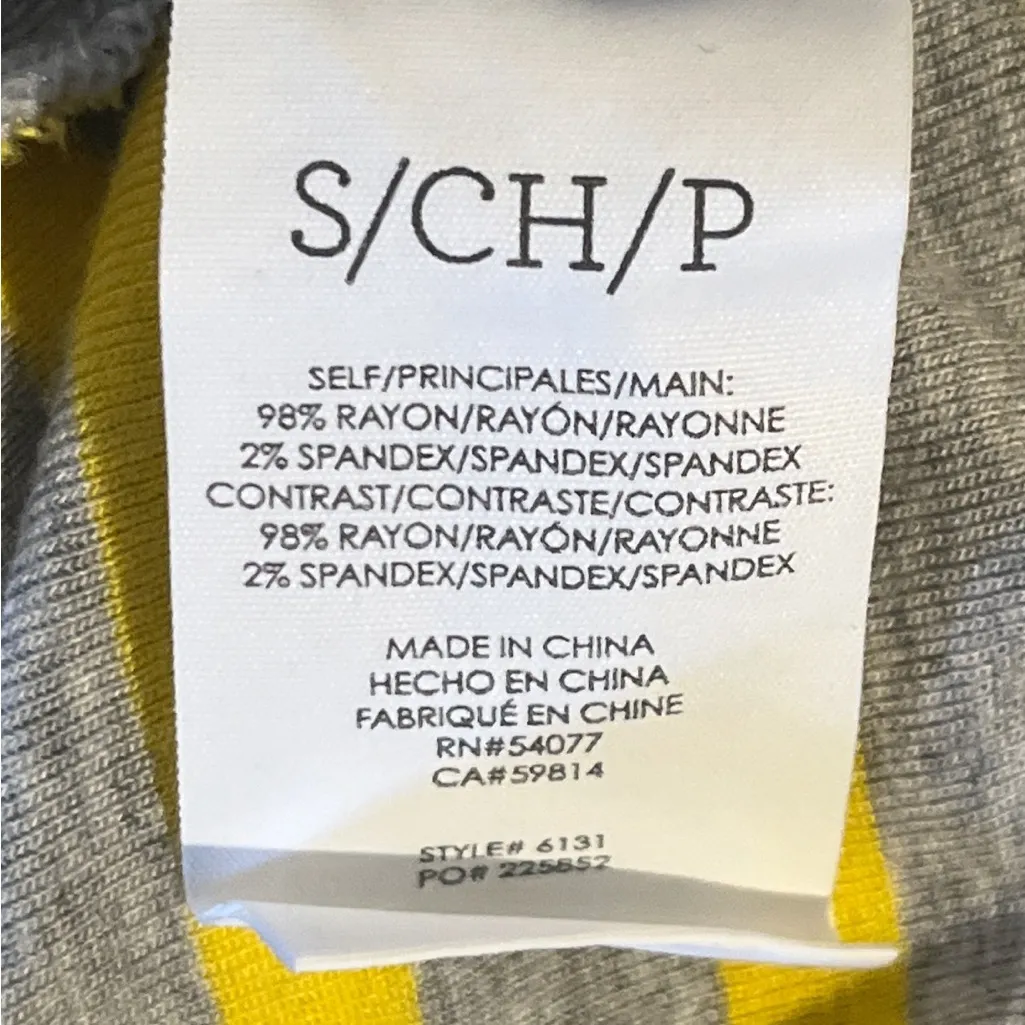 S/CH/P
SELF/PRINCIPALES/MAIN:
98% RAYON/RAYÓN/RAYONNE
2% SPANDEX/SPANDEX/SPANDEX
CONTRAST/CONTRASTE/CONTRASTE:
98% RAYON/RAYÓN/RAYONNE
2% SPANDEX/SPANDEX/SPANDEX
MADE IN CHINA
HECHO EN CHINA
FABRIQUÉ EN CHINE
RN#54077
CA#59814
STYLE# 6131
PO# 225852